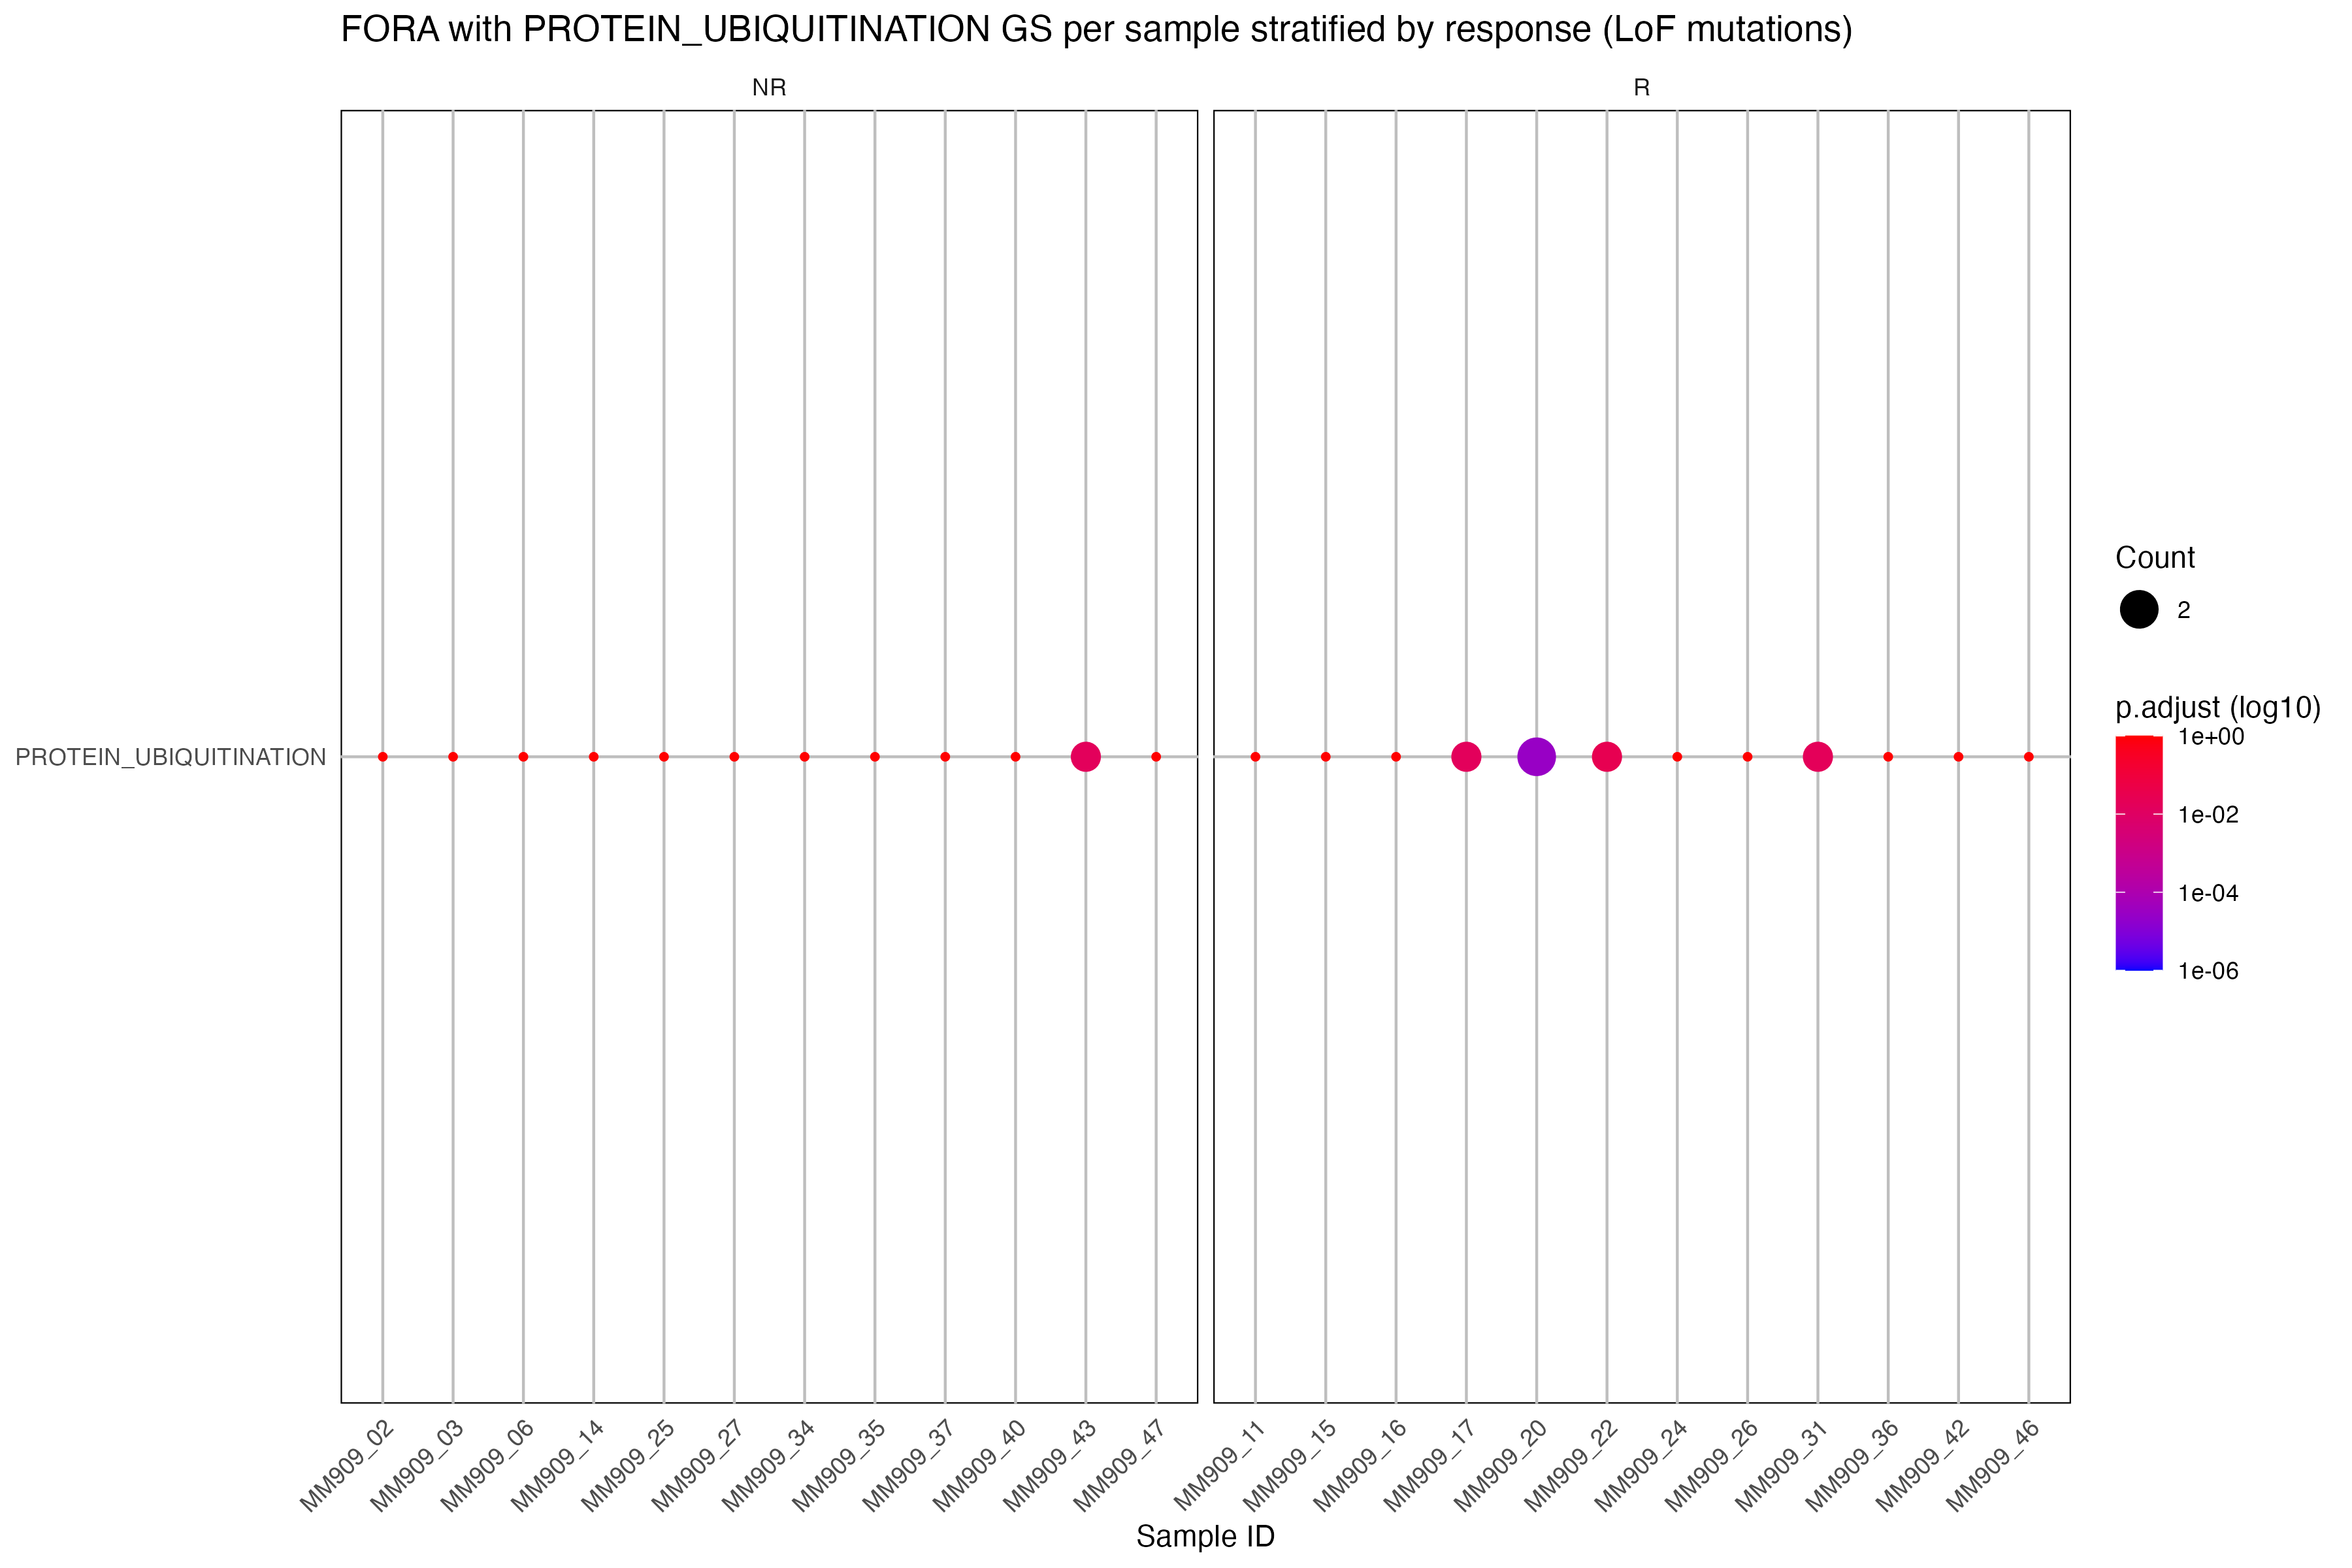 FORA with PROTEIN_UBIQUITINATION GS per sample stratified by response (LoF mutations)
NR
R
PROTEIN_UBIQUITINATION
MM909_02
MM909_03
MM909_06
MM909_14
MM909_25
MM909_27
MM909_34
MM909_35
MM909_37
MM909_40
MM909_43
MM909_47
MM909_11
MM909_15
MM909_16
MM909_17
MM909_20
MM909_22
MM909_24
MM909_26
MM909_31
MM909_36
MM909_42
MM909_46
Sample ID
Count
2
p.adjust (log10)
1e+00
1e-02
1e-04
1e-06